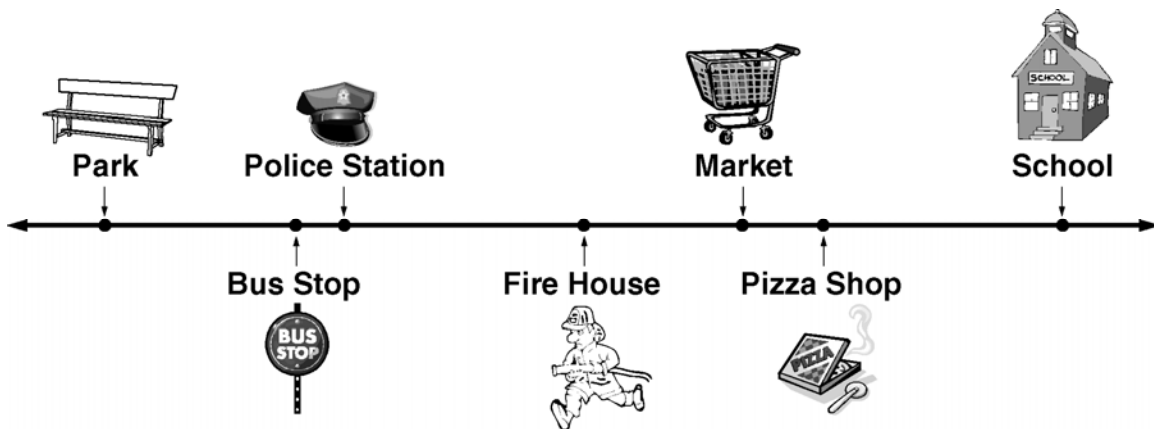 SCHOOL
Park
Police Station
Market
School
Bus Stop
Fire House
Pizza Shop
BUS
STOP
PIZZA